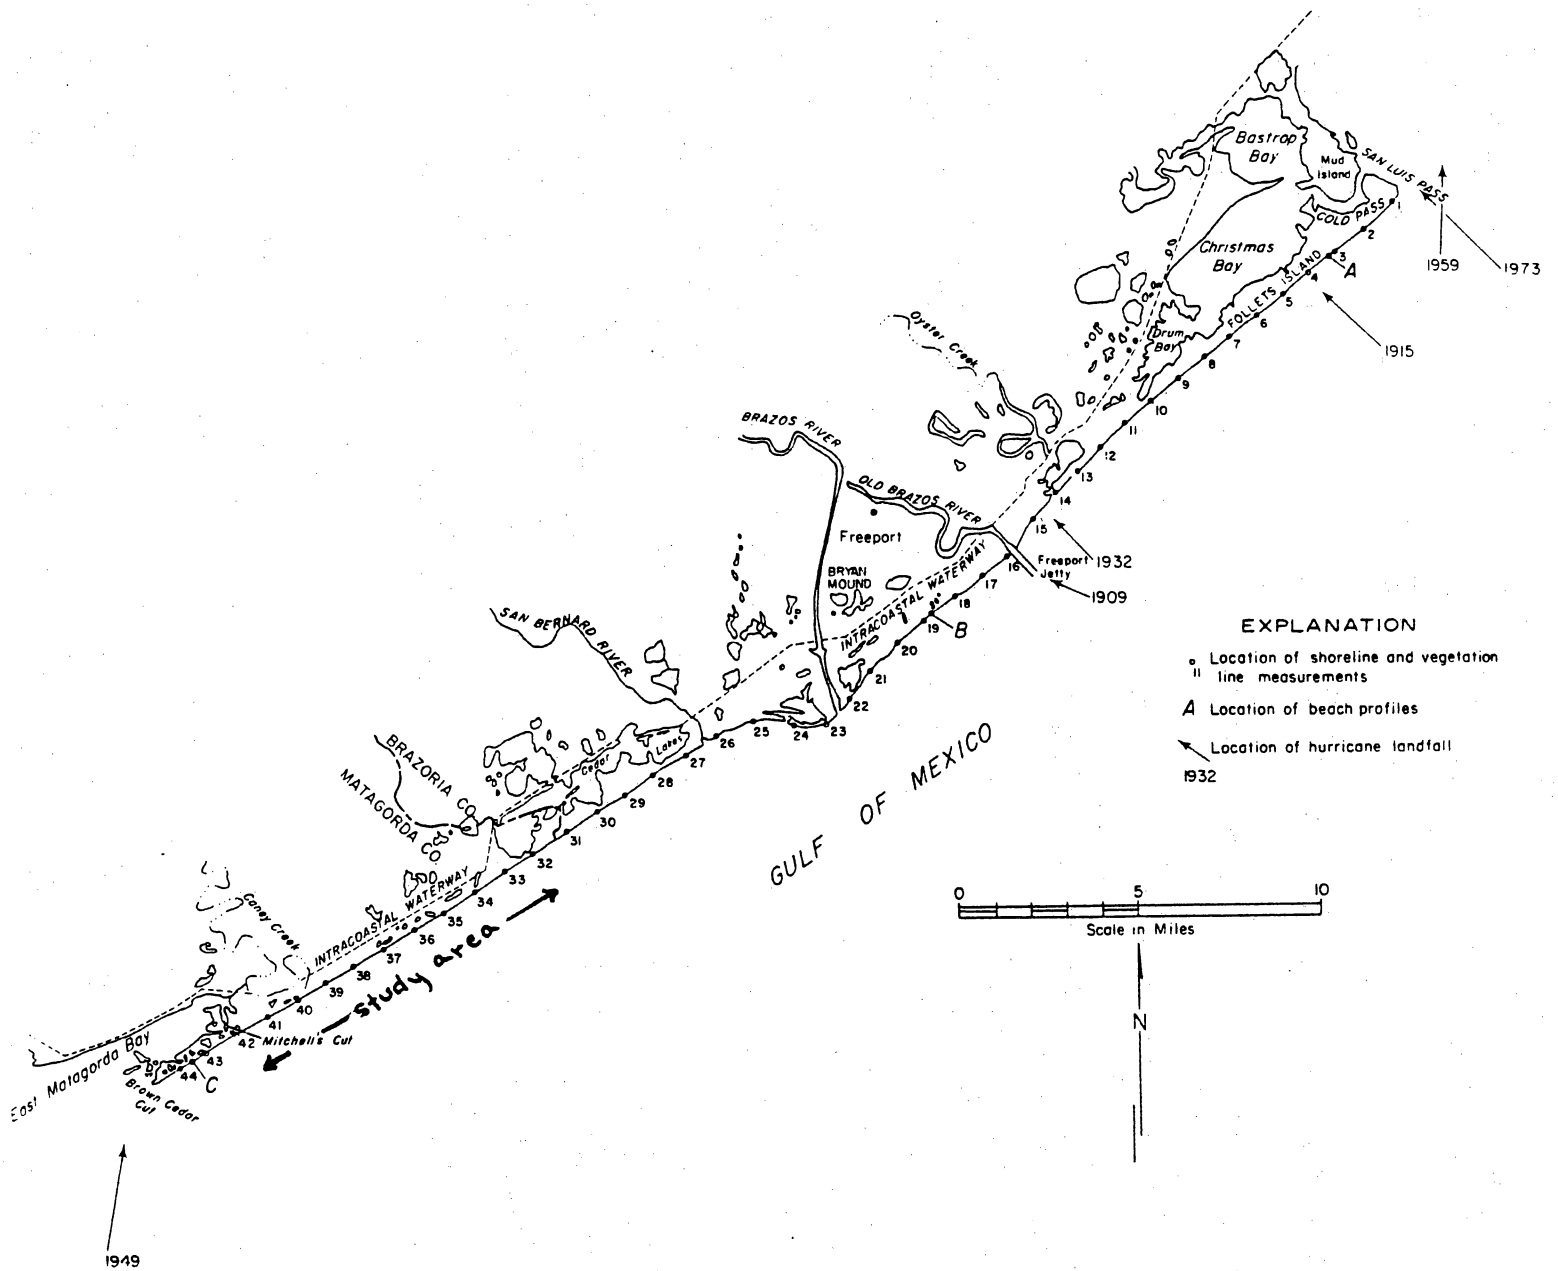 Bastrop
Bay
Mud
Island
SAN LUIS PASS
COLD PASS
1
2
3
A
4
5
6
7
8
9
10
11
12
13
14
15
16
17
18
19
B
20
21
22
23
24
25
26
27
28
29
30
31
32
33
34
35
36
37
38
39
40
41
42
43
44
C
1959
1973
1915
Christmas
Bay
FOLLETS ISLAND
Drum
Bay
Oyster Creek
BRAZOS RIVER
OLD BRAZOS RIVER
Freeport
BRYAN
MOUND
INTRACOASTAL WATERWAY
Freeport
Jetty
1932
1909
SAN BERNARD RIVER
Cedar Lakes
BRAZORIA CO.
MATAGORDA CO.
INTRACOASTAL WATERWAY
Caney Creek
study area
Mitchell's Cut
East Matagorda Bay
Brown Cedar
Cut
1949
GULF OF MEXICO
EXPLANATION
11 Location of shoreline and vegetation
line measurements
A Location of beach profiles
Location of hurricane landfall
1932
0 5 10
Scale in Miles
N